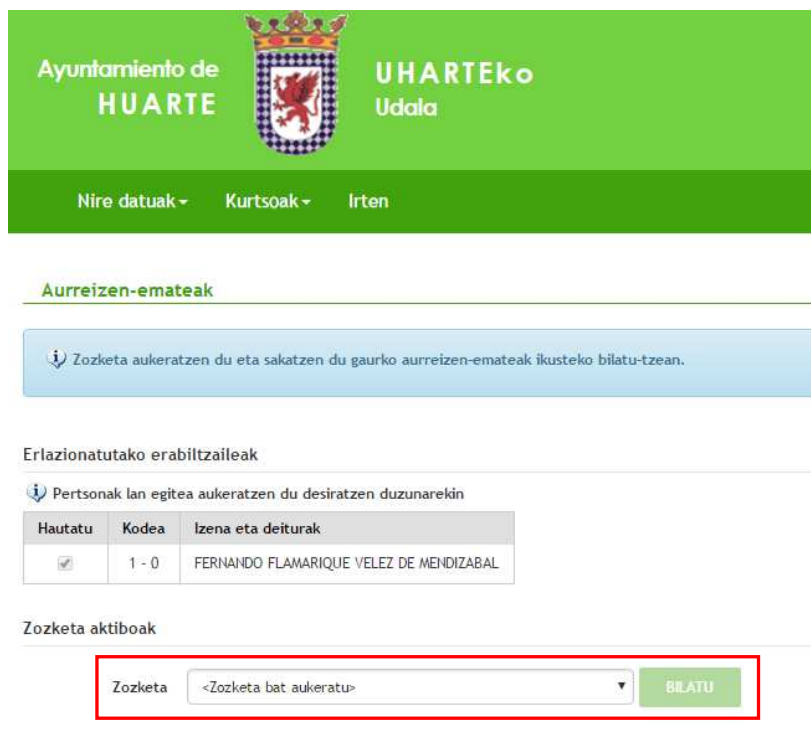 Ayuntamiento de
HUARTE
UHARTEko
Udala
Nire datuak Kurtsoak Irten
Aurreizen-emateak
Zozketa aukeratzen du eta sakatzen du gaurko aurreizen-emateak ikusteko bilatu-tzean.
Erlazionatutako erabiltzaileak
Pertsonak lan egitea aukeratzen du desiratzen duzunarekin
Hautatu Kodea Izena eta deiturak
1 - 0 FERNANDO FLAMARIQUE VELEZ DE MENDIZABAL
Zozketa aktiboak
Zozketa <Zozketa bat aukeratu> BILATU